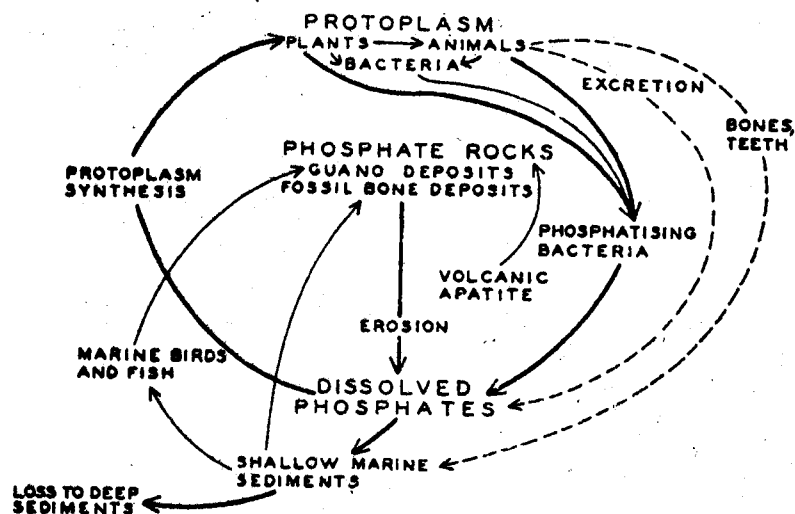 PROTOPLASM
PLANTS ANIMALS
BACTERIA
EXCRETION
BONES,
TEETH
PHOSPHATE ROCKS
GUANO DEPOSITS
FOSSIL BONE DEPOSITS
PROTOPLASM
SYNTHESIS
PHOSPHATISING
BACTERIA
VOLCANIC
APATITE
EROSION
MARINE BIRDS
AND FISH
DISSOLVED
PHOSPHATES
SHALLOW MARINE
SEDIMENTS
LOSS TO DEEP
SEDIMENTS